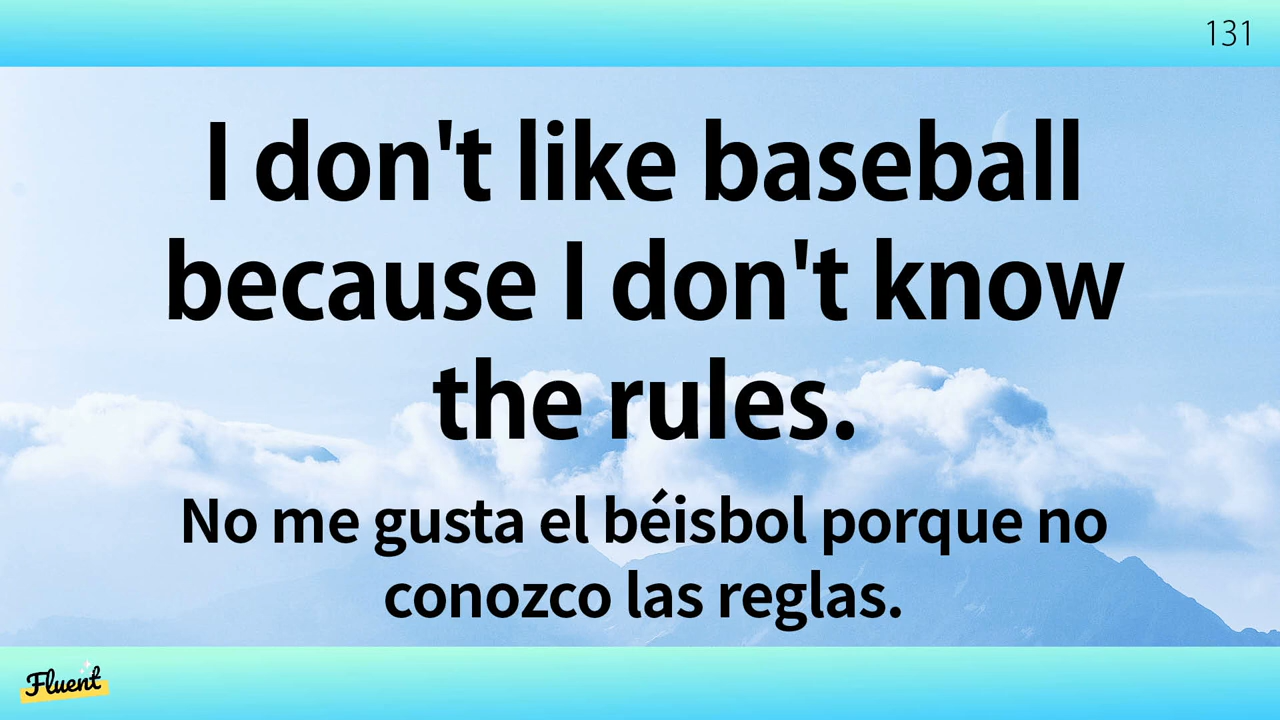 131
I don't like baseball
because I don't know
the rules.
No me gusta el béisbol porque no
conozco las reglas.
Fluent